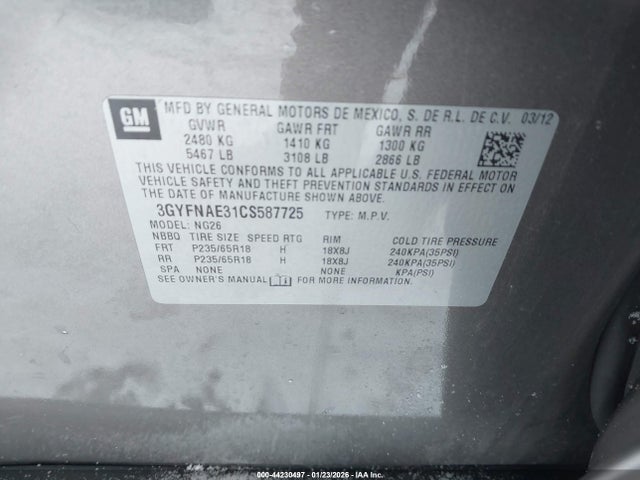 GM
MFD BY GENERAL MOTORS DE MEXICO, S. DE R.L. DE C.V. 03/12
GVWR GAWR FRT GAWR RR
2480 KG 1410 KG 1300 KG
5467 LB 3108 LB 2866 LB
THIS VEHICLE CONFORMS TO ALL APPLICABLE U.S. FEDERAL MOTOR
VEHICLE SAFETY AND THEFT PREVENTION STANDARDS IN EFFECT ON THE
DATE OF MANUFACTURE SHOWN ABOVE.
3GYFNAE31CS587725 TYPE: M.P.V.
MODEL: NG26
NBBQ TIRE SIZE SPEED RTG RIM COLD TIRE PRESSURE
FRT P235/65R18 H 18X8J 240KPA(35PSI)
RR P235/65R18 H 18X8J 240KPA(35PSI)
SPA NONE NONE KPA(PSI)
SEE OWNER'S MANUAL FOR MORE INFORMATION.
000-44230497 - 01/23/2026 - IAA Inc.